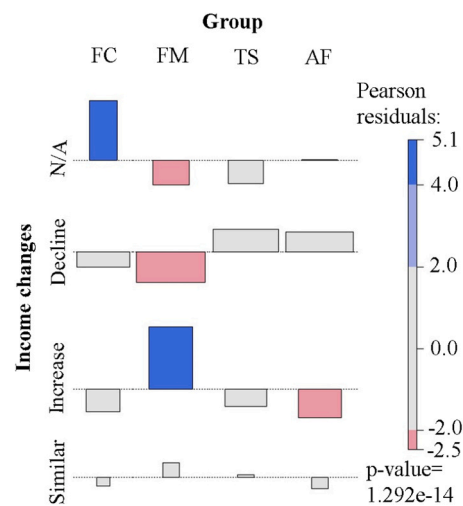 Group
FC FM TS AF
Pearson
residuals:
5.1
4.0
2.0
0.0
-2.0
-2.5
p-value=
1.292e-14
Income changes
N/A
Decline
Increase
Similar